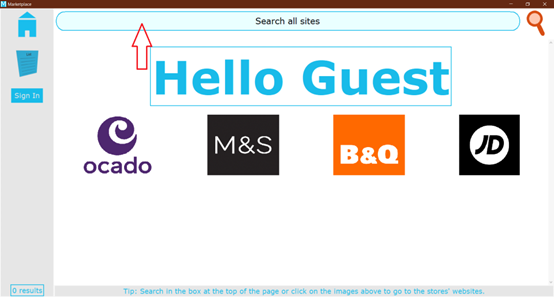 Marketplace
Search all sites
Hello Guest
Sign In
ocado
M&S
B&Q
JD
0 results
Tip: Search in the box at the top of the page or click on the images above to go to the stores' websites.